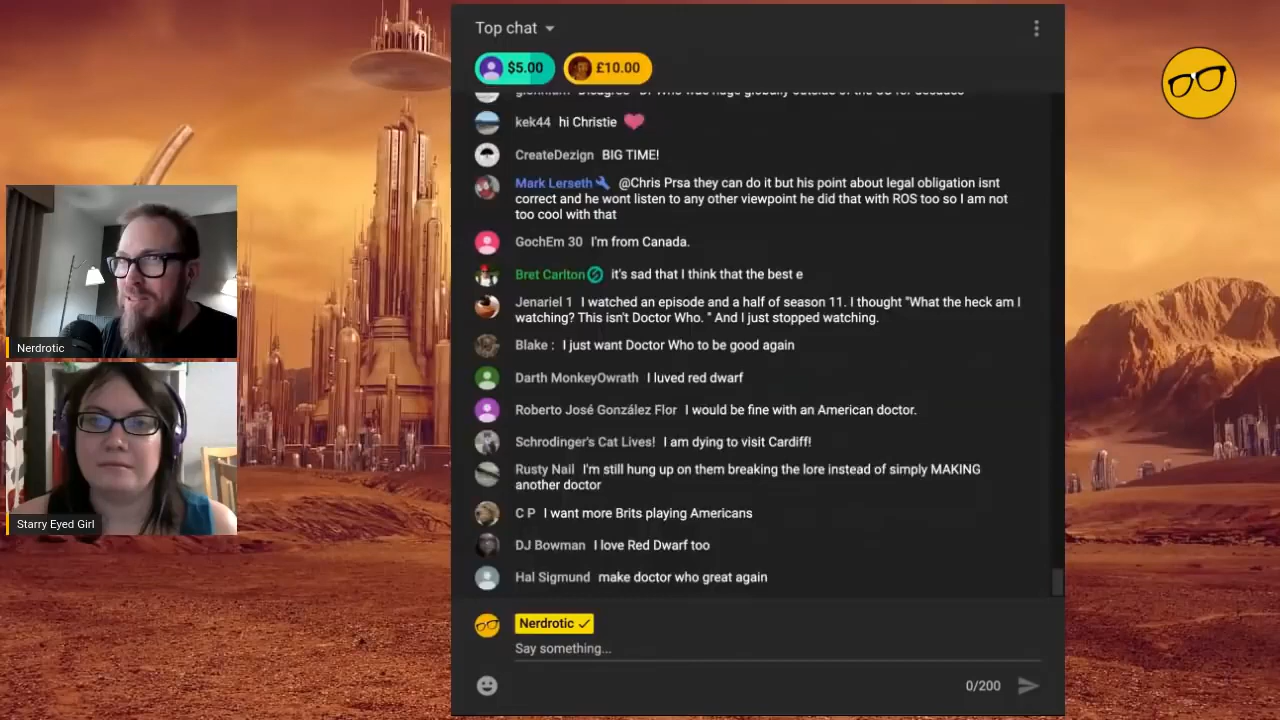 Top chat
$5.00
£10.00
kek44 hi Christie
CreateDezign BIG TIME!
Mark Lerseth @Chris Prsa they can do it but his point about legal obligation isnt
correct and he wont listen to any other viewpoint he did that with ROS too so I am not
too cool with that
GochEm 30 I'm from Canada.
Bret Carlton it's sad that I think that the best e
Jenariel 1 I watched an episode and a half of season 11. I thought "What the heck am I
watching? This isn't Doctor Who. " And I just stopped watching.
Blake : I just want Doctor Who to be good again
Darth MonkeyOwrath I luved red dwarf
Roberto José González Flor I would be fine with an American doctor.
Schrodinger's Cat Lives! I am dying to visit Cardiff!
Rusty Nail I'm still hung up on them breaking the lore instead of simply MAKING
another doctor
C P I want more Brits playing Americans
DJ Bowman I love Red Dwarf too
Hal Sigmund make doctor who great again
Nerdrotic
Say something...
0/200
Nerdrotic
Starry Eyed Girl